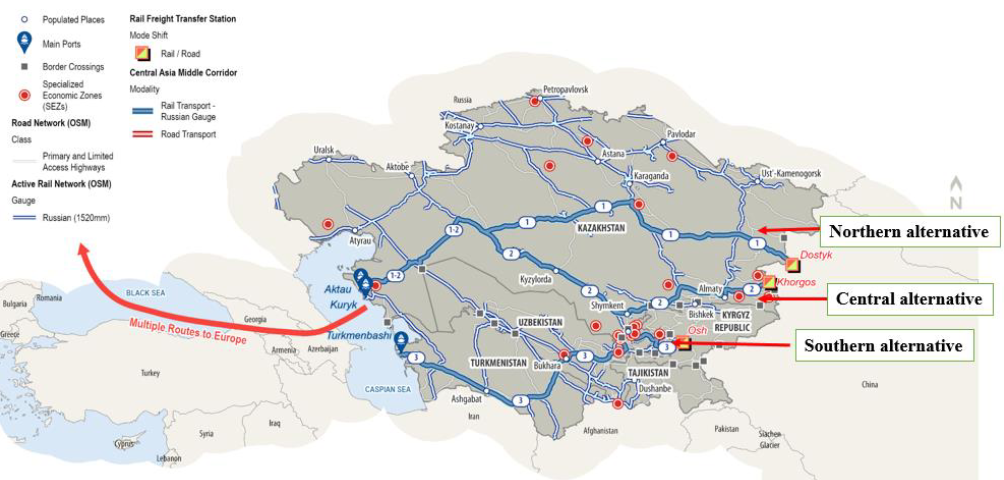 Populated Places
Main Ports
Border Crossings
Specialized
Economic Zones
(SEZs)
Road Network (OSM)
Class
Primary and Limited
Access Highways
Active Rail Network (OSM)
Gauge
Russian (1520mm)
Rail Freight Transfer Station
Mode Shift
Rail / Road
Central Asia Middle Corridor
Modality
Rail Transport -
Russian Gauge
Road Transport
Russia
Petropavlovsk
Kostanay
Pavlodar
Uralsk
Aktobe
Astana
Ust'-Kamenogorsk
Karaganda
N
1
1
KAZAKHSTAN
1-2
1
1
Northern alternative
Atyrau
2
Dostyk
1-2
Kyzylorda
Khorgos
Aktau
Kuryk
2
Almaty
2
Central alternative
BLACK SEA
Romania
Bulgaria
Shymkent
2
Bishkek
KYRGYZ
REPUBLIC
Multiple Routes to Europe
Georgia
UZBEKISTAN
Osh
Greece
Turkmenbashi
Armenia
Azerbaijan
3
Southern alternative
3
TURKMENISTAN
Bukhara
3
TAJIKISTAN
Turkey
CASPIAN SEA
Dushanbe
China
Ashgabat
3
Iran
Syria
Iraq
Afghanistan
Pakistan
Siachen
Glacier
Cyprus
Lebanon